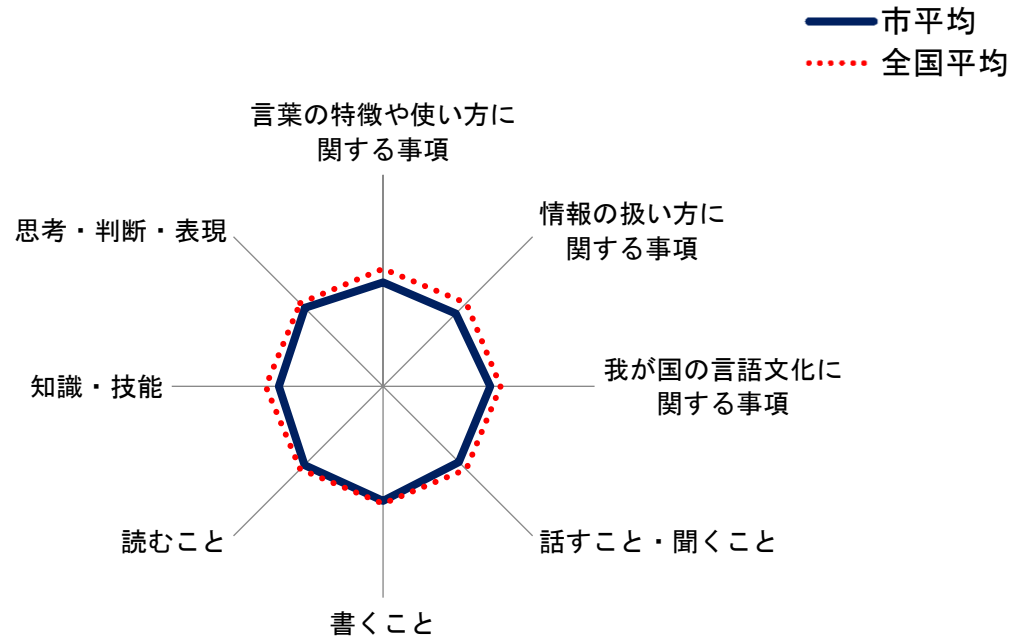 市平均
全国平均
言葉の特徴や使い方に
関する事項
情報の扱い方に
関する事項
我が国の言語文化に
関する事項
話すこと・聞くこと
書くこと
読むこと
知識・技能
思考・判断・表現